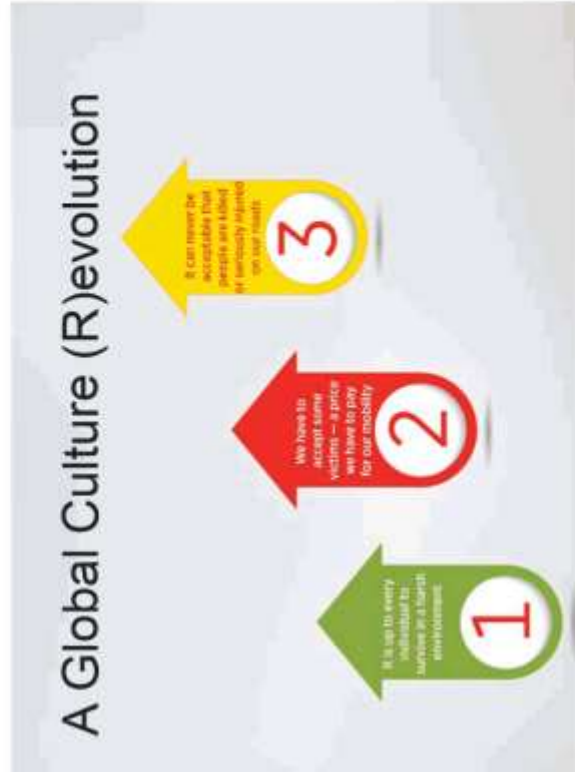 A Global Culture (R)evolution
It is up to every
individual to
survive in a harsh
environment
1
We have to
accept some
victims – a price
we have to pay
for our mobility
2
It can never be
acceptable that
people are killed
or seriously injured
on our roads
3